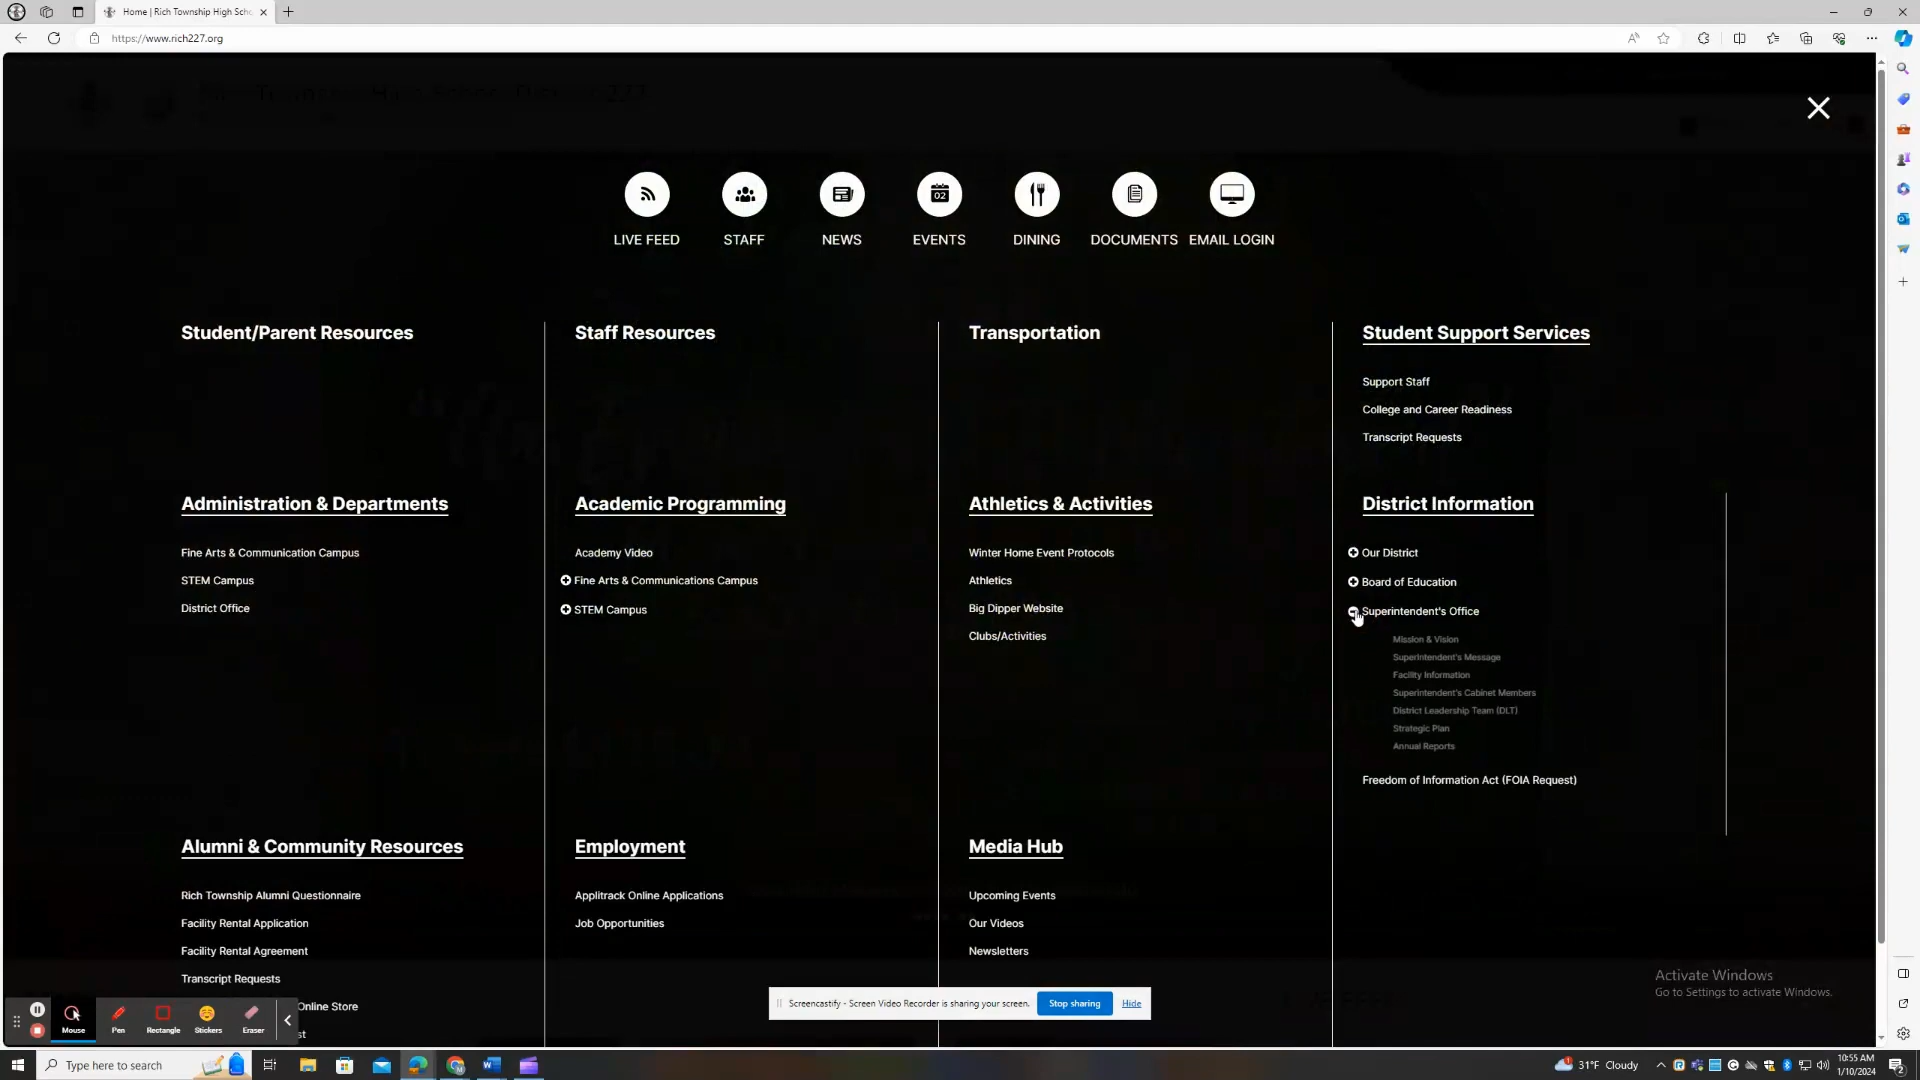 Home | Rich Township High Scho
https://www.rich227.org
LIVE FEED
STAFF
NEWS
02
EVENTS
DINING
DOCUMENTS
EMAIL LOGIN
Student/Parent Resources
Staff Resources
Transportation
Student Support Services
Support Staff
College and Career Readiness
Transcript Requests
Administration & Departments
Fine Arts & Communication Campus
STEM Campus
District Office
Academic Programming
Academy Video
Fine Arts & Communications Campus
STEM Campus
Athletics & Activities
Winter Home Event Protocols
Athletics
Big Dipper Website
Clubs/Activities
District Information
Our District
Board of Education
Superintendent's Office
Mission & Vision
Superintendent's Message
Facility Information
Superintendent's Cabinet Members
District Leadership Team (DLT)
Strategic Plan
Annual Reports
Freedom of Information Act (FOIA Request)
Alumni & Community Resources
Rich Township Alumni Questionnaire
Facility Rental Application
Facility Rental Agreement
Transcript Requests
Online Store
st
Employment
Applitrack Online Applications
Job Opportunities
Media Hub
Upcoming Events
Our Videos
Newsletters
Activate Windows
Go to Settings to activate Windows.
Screencastify - Screen Video Recorder is sharing your screen.
Stop sharing
Hide
Mouse
Pen
Rectangle
Stickers
Eraser
Type here to search
31°F Cloudy
10:55 AM
1/10/2024
2